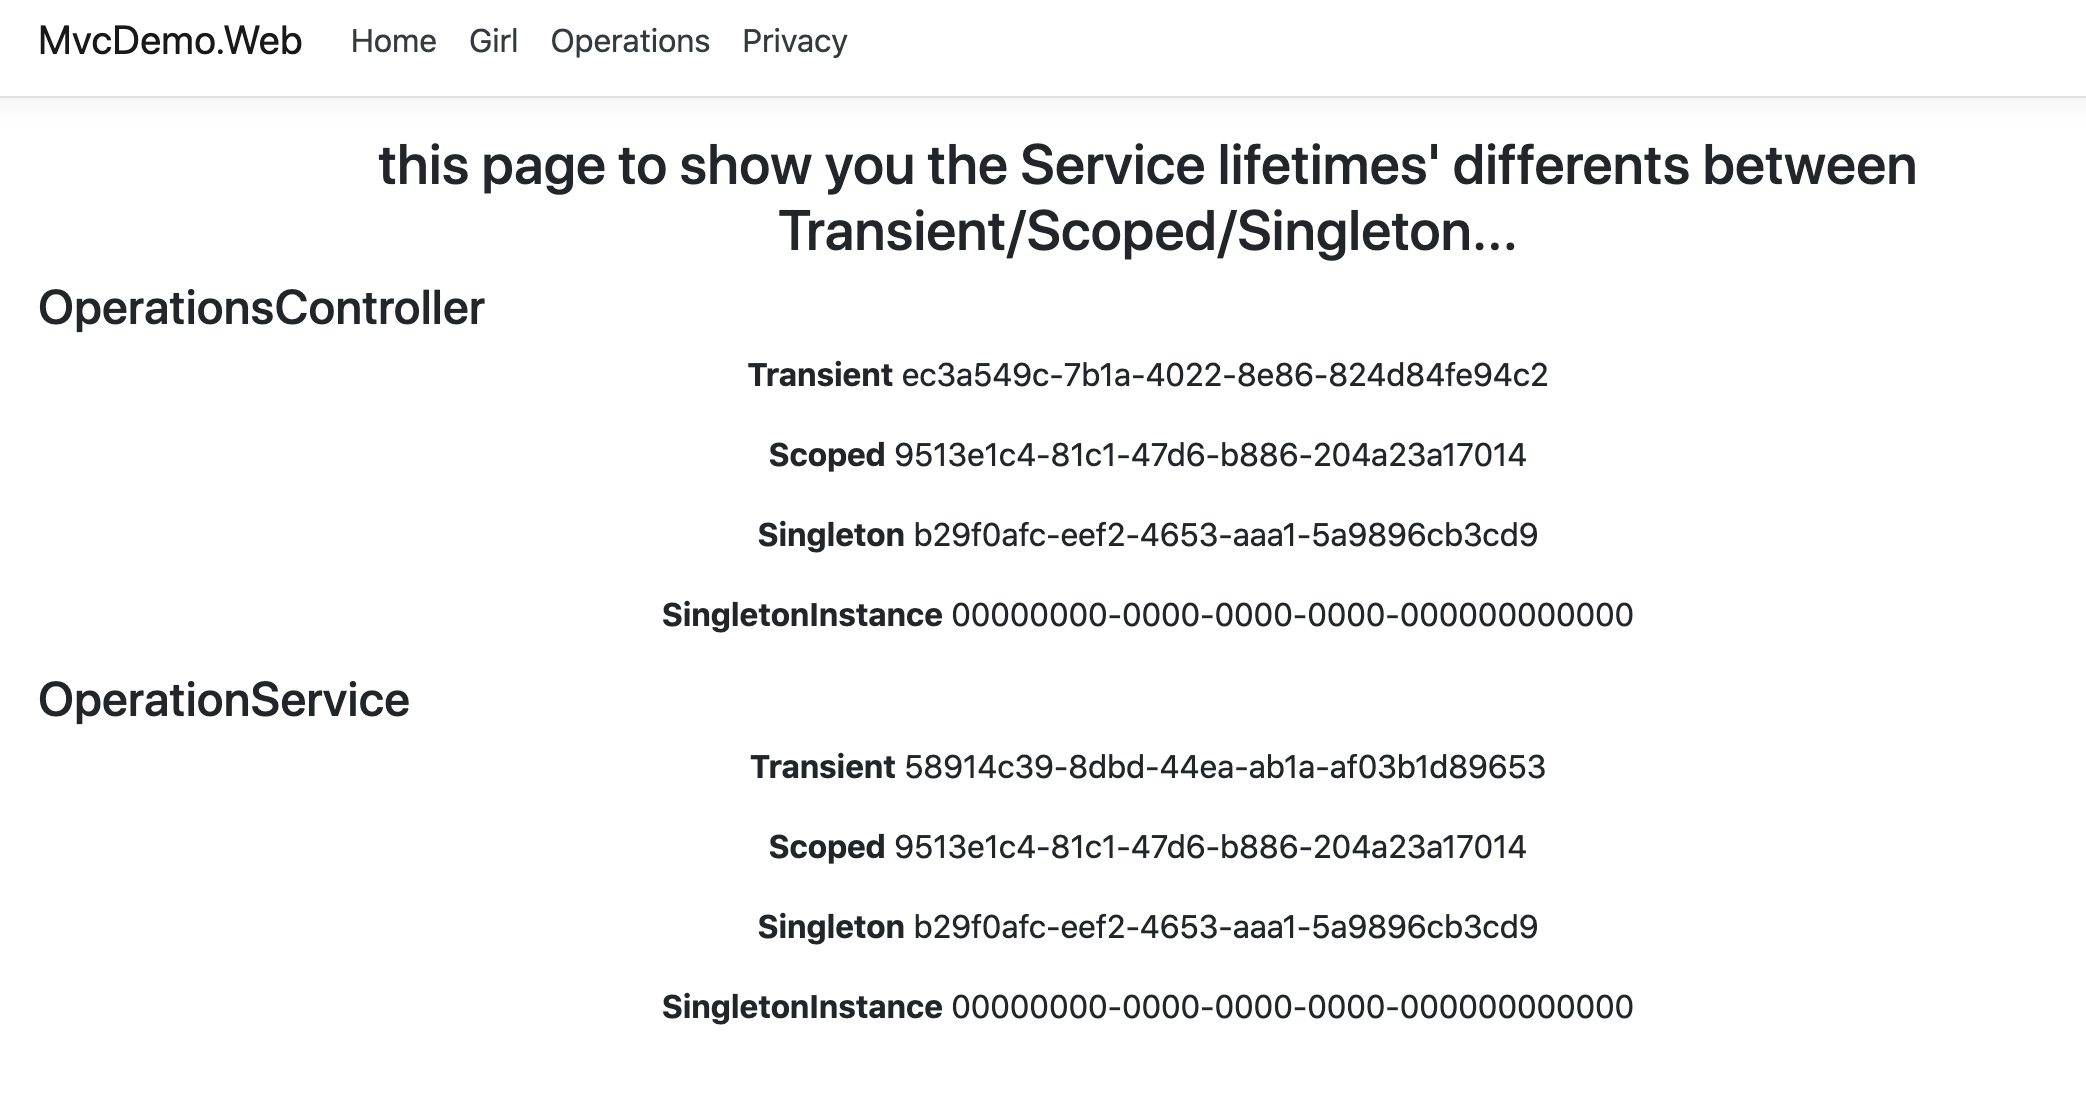 MvcDemo.Web Home Girl Operations Privacy
this page to show you the Service lifetimes' differents between
Transient/Scoped/Singleton...
OperationsController
Transient ec3a549c-7b1a-4022-8e86-824d84fe94c2
Scoped 9513e1c4-81c1-47d6-b886-204a23a17014
Singleton b29f0afc-eef2-4653-aaa1-5a9896cb3cd9
SingletonInstance 00000000-0000-0000-0000-000000000000
OperationService
Transient 58914c39-8dbd-44ea-ab1a-af03b1d89653
Scoped 9513e1c4-81c1-47d6-b886-204a23a17014
Singleton b29f0afc-eef2-4653-aaa1-5a9896cb3cd9
SingletonInstance 00000000-0000-0000-0000-000000000000